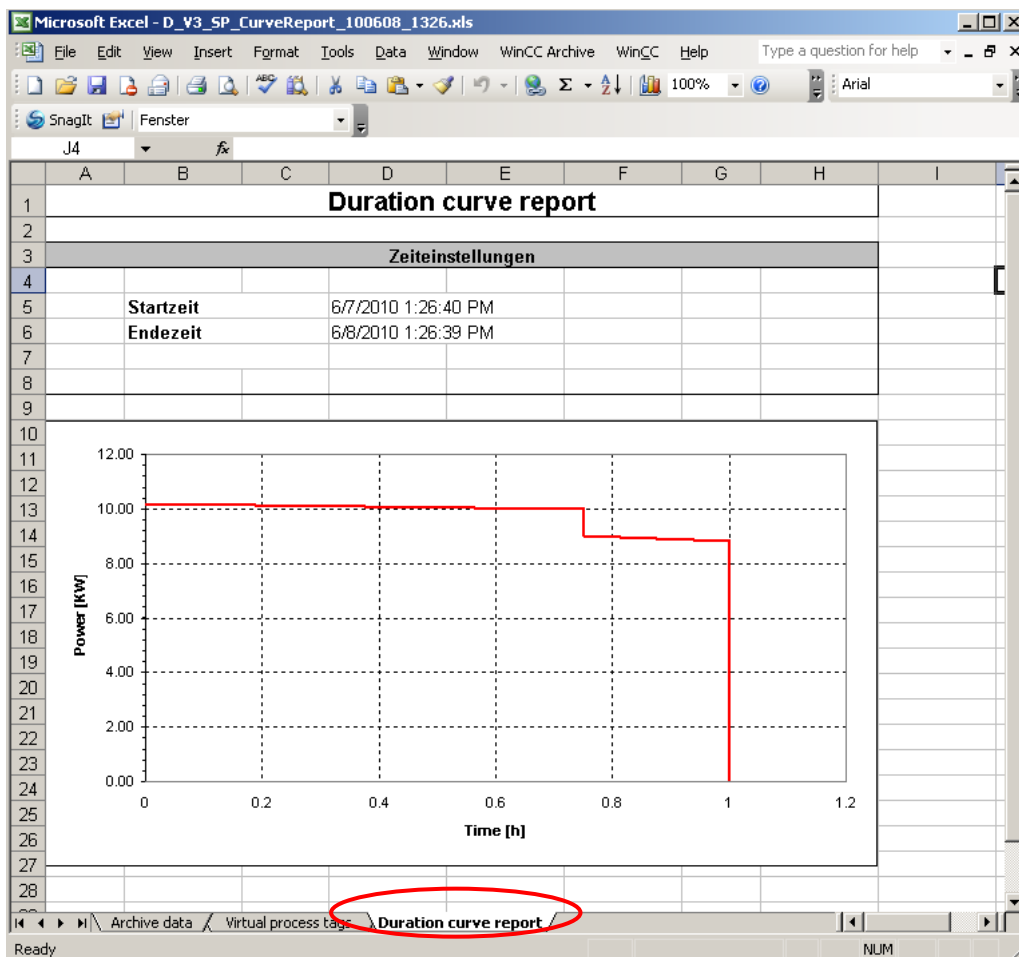 Microsoft Excel - D_V3_SP_CurveReport_100608_1326.xls
File Edit View Insert Format Tools Data Window WinCC Archive WinCC Help Type a question for help
ABC Σ A Z 100% Arial
SnagIt Fenster
J4 fx
A B C D E F G H I
1 Duration curve report
2
3 Zeiteinstellungen
4
5 Startzeit 6/7/2010 1:26:40 PM
6 Endezeit 6/8/2010 1:26:39 PM
7
8
9
10
11 12.00
12
13 10.00
14
15 8.00
16
17 6.00
18
19 4.00
20
21
22 2.00
23
24 0.00
25 0 0.2 0.4 0.6 0.8 1 1.2
26 Time [h]
27
28
Power [KW]
Archive data Virtual process tags Duration curve report
Ready NUM